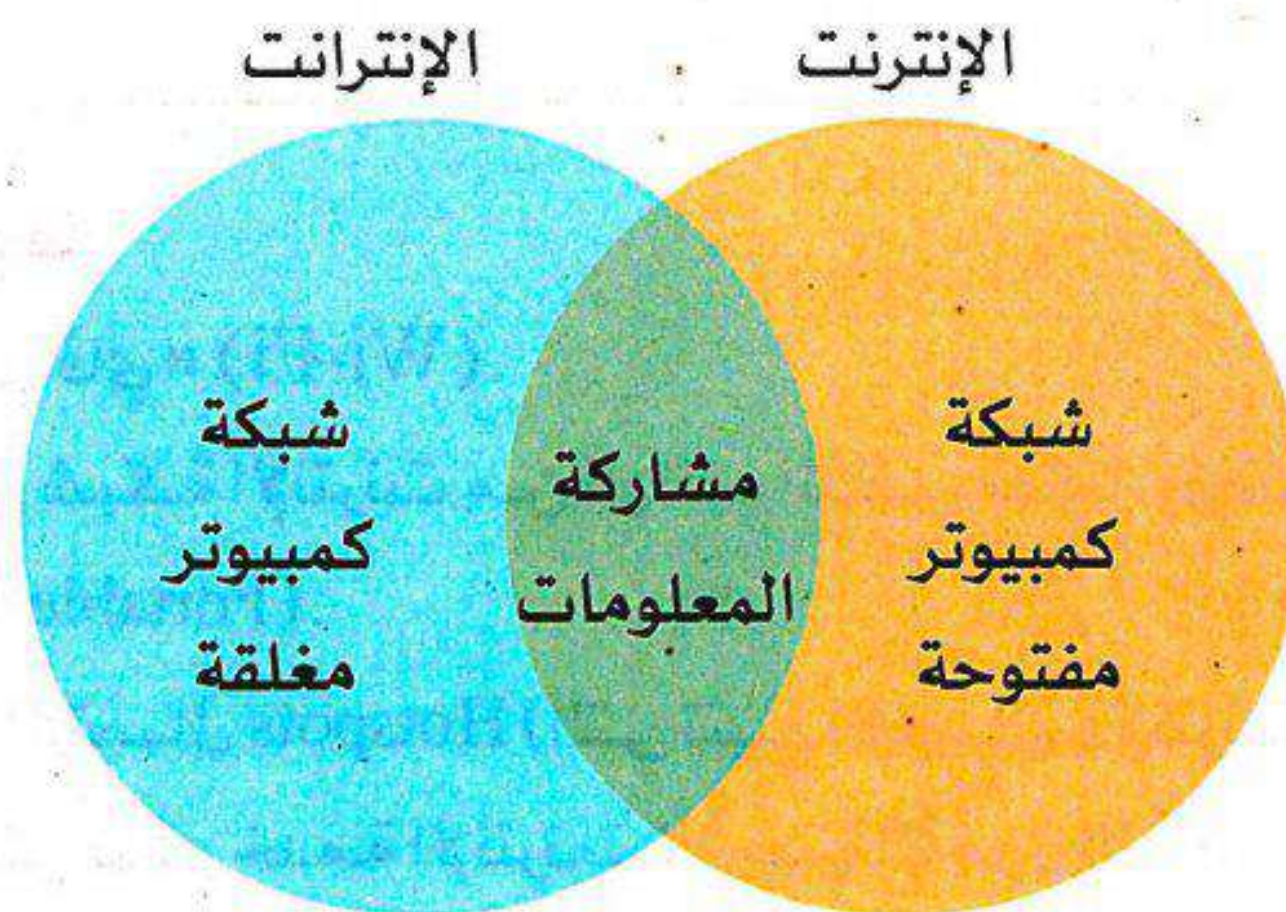 الإنترنت
الإنترانت
شبكة
كمبيوتر
مفتوحة
مشاركة
المعلومات
شبكة
كمبيوتر
مغلقة